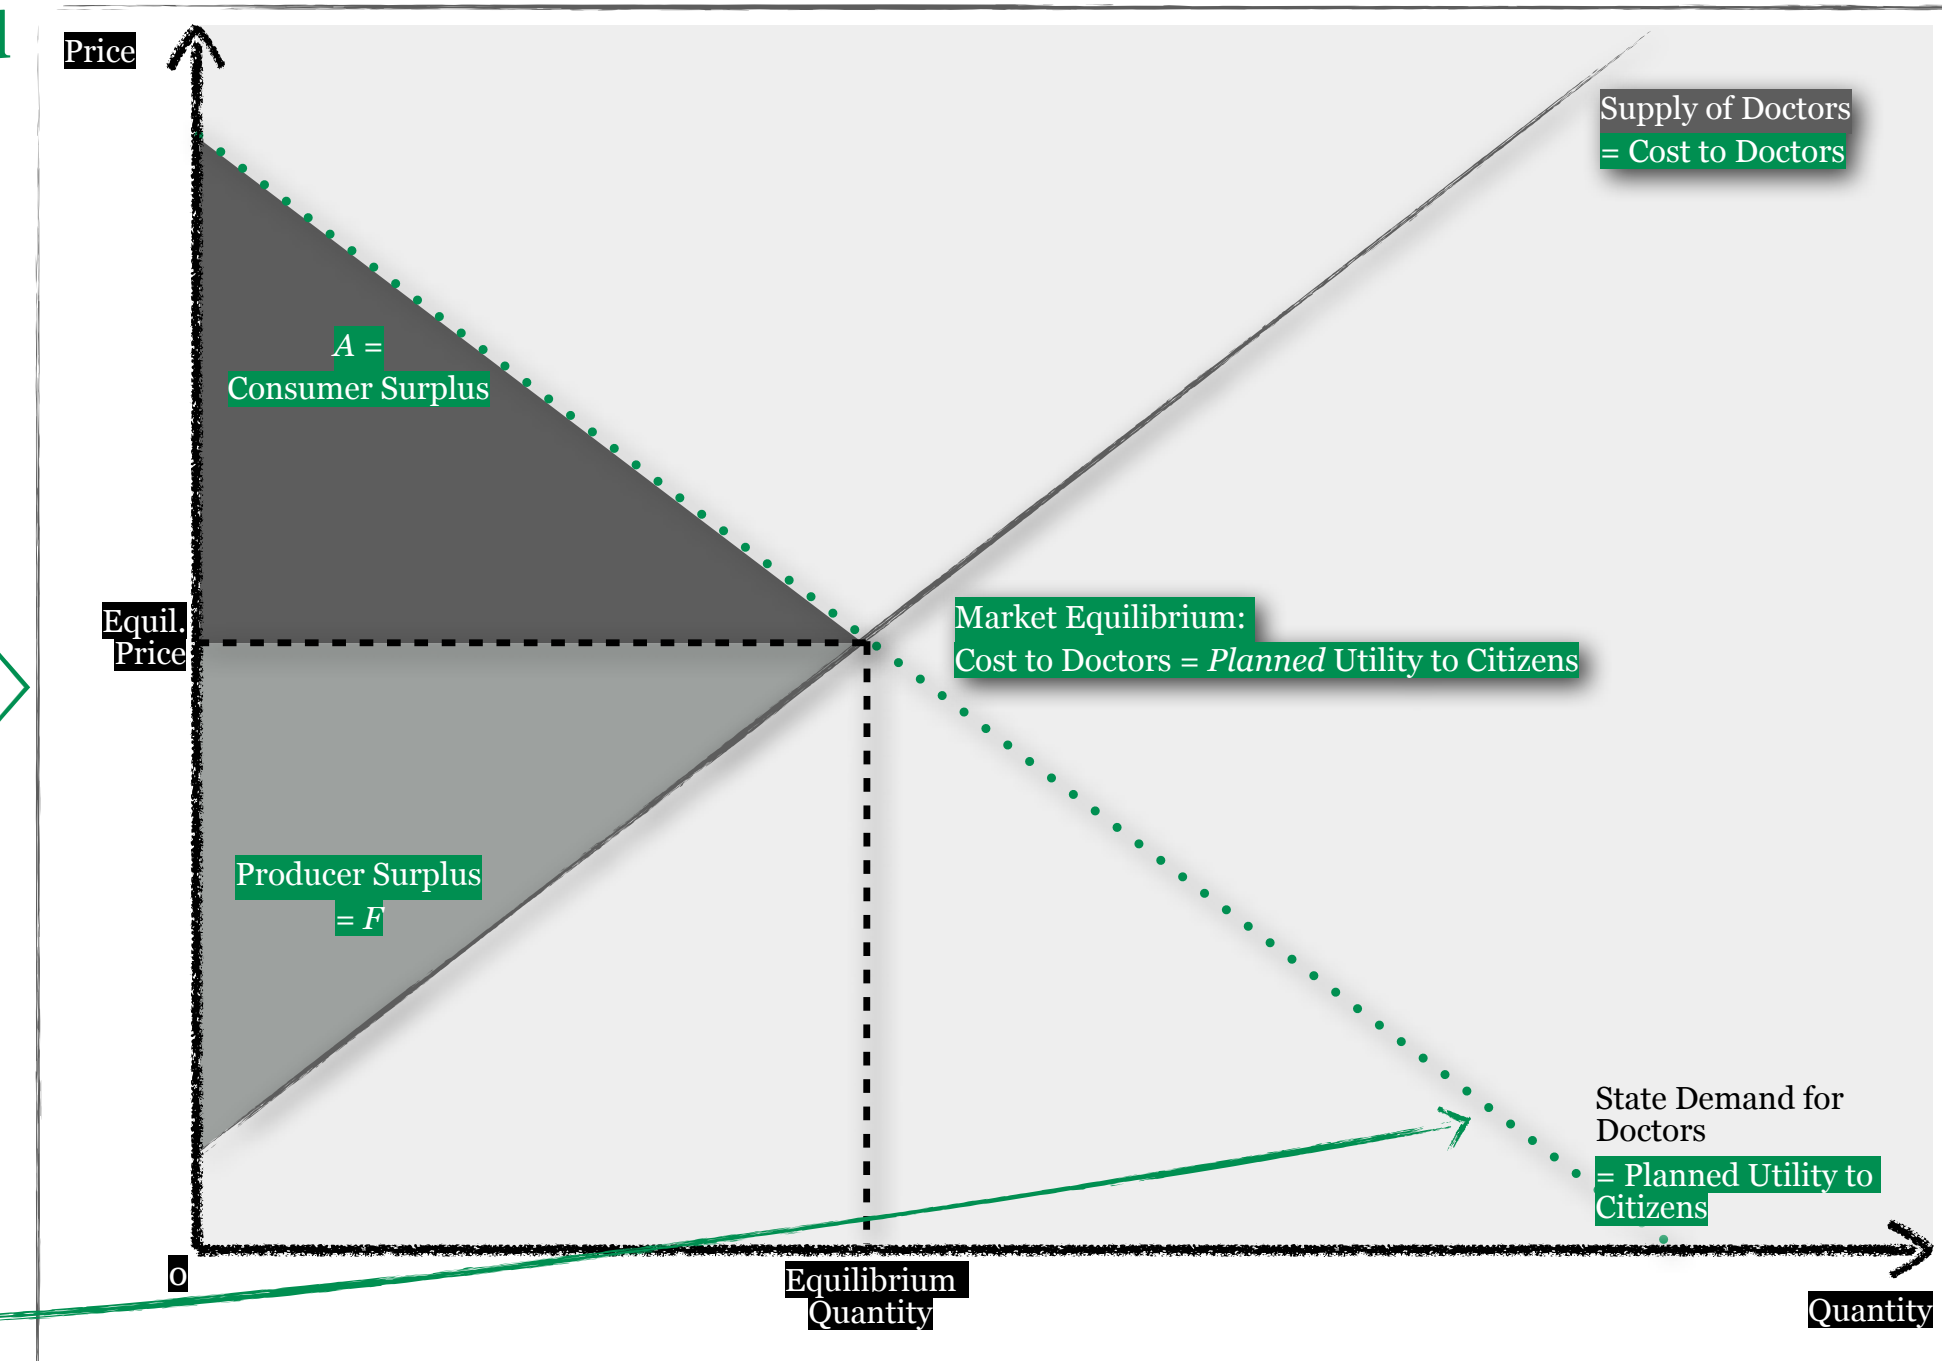 Price
Supply of Doctors
= Cost to Doctors
A =
Consumer Surplus
Equil.
Price
Market Equilibrium:
Cost to Doctors = Planned Utility to Citizens
Producer Surplus
= F
State Demand for
Doctors
= Planned Utility to
Citizens
0
Equilibrium
Quantity
Quantity